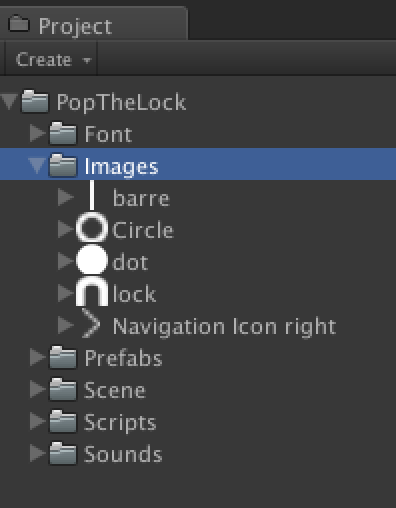 Project
Create
PopTheLock
Font
Images
barre
Circle
dot
lock
Navigation Icon right
Prefabs
Scene
Scripts
Sounds